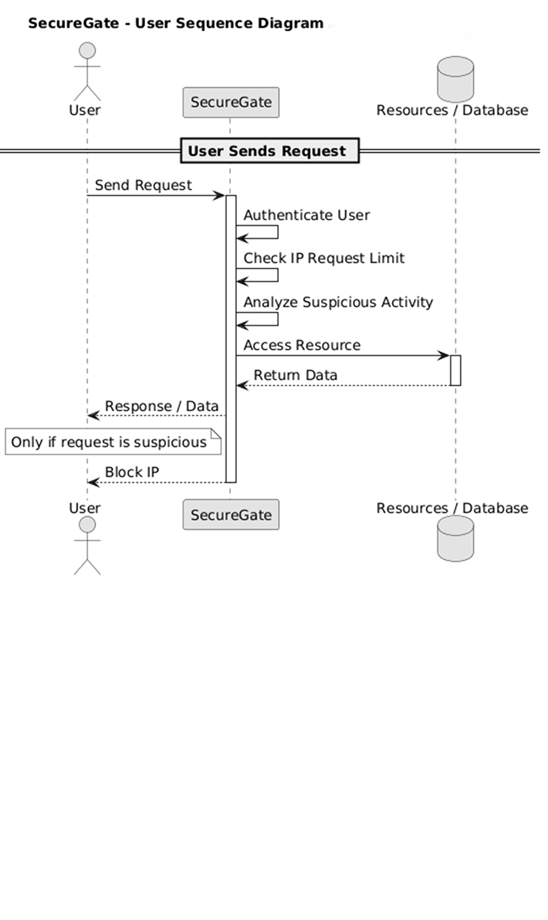 SecureGate - User Sequence Diagram
User
SecureGate
Resources / Database
User Sends Request
Send Request
Authenticate User
Check IP Request Limit
Analyze Suspicious Activity
Access Resource
Return Data
Response / Data
Only if request is suspicious
Block IP
User
SecureGate
Resources / Database